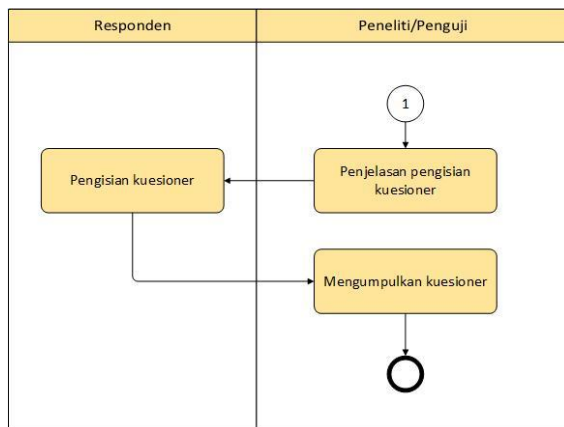 Responden
Peneliti/Penguji
1
Penjelasan pengisian
kuesioner
Pengisian kuesioner
Mengumpulkan kuesioner